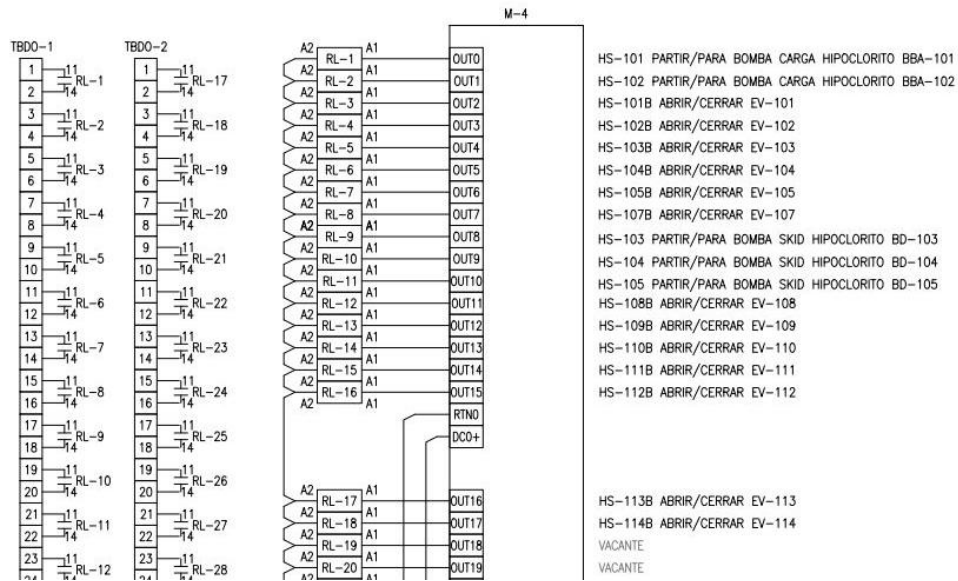 M-4
TBDO-1
TBDO-2
1 11 RL-1
2 14
3 11 RL-2
4 14
5 11 RL-3
6 14
7 11 RL-4
8 14
9 11 RL-5
10 14
11 11 RL-6
12 14
13 11 RL-7
14 14
15 11 RL-8
16 14
17 11 RL-9
18 14
19 11 RL-10
20 14
21 11 RL-11
22 14
23 11 RL-12
24 14
1 11 RL-17
2 14
3 11 RL-18
4 14
5 11 RL-19
6 14
7 11 RL-20
8 14
9 11 RL-21
10 14
11 11 RL-22
12 14
13 11 RL-23
14 14
15 11 RL-24
16 14
17 11 RL-25
18 14
19 11 RL-26
20 14
21 11 RL-27
22 14
23 11 RL-28
24 14
A2 RL-1 A1 OUT0 HS-101 PARTIR/PARA BOMBA CARGA HIPOCLORITO BBA-101
A2 RL-2 A1 OUT1 HS-102 PARTIR/PARA BOMBA CARGA HIPOCLORITO BBA-102
A2 RL-3 A1 OUT2 HS-101B ABRIR/CERRAR EV-101
A2 RL-4 A1 OUT3 HS-102B ABRIR/CERRAR EV-102
A2 RL-5 A1 OUT4 HS-103B ABRIR/CERRAR EV-103
A2 RL-6 A1 OUT5 HS-104B ABRIR/CERRAR EV-104
A2 RL-7 A1 OUT6 HS-105B ABRIR/CERRAR EV-105
A2 RL-8 A1 OUT7 HS-107B ABRIR/CERRAR EV-107
A2 RL-9 A1 OUT8 HS-103 PARTIR/PARA BOMBA SKID HIPOCLORITO BD-103
A2 RL-10 A1 OUT9 HS-104 PARTIR/PARA BOMBA SKID HIPOCLORITO BD-104
A2 RL-11 A1 OUT10 HS-105 PARTIR/PARA BOMBA SKID HIPOCLORITO BD-105
A2 RL-12 A1 OUT11 HS-108B ABRIR/CERRAR EV-108
A2 RL-13 A1 OUT12 HS-109B ABRIR/CERRAR EV-109
A2 RL-14 A1 OUT13 HS-110B ABRIR/CERRAR EV-110
A2 RL-15 A1 OUT14 HS-111B ABRIR/CERRAR EV-111
A2 RL-16 A1 OUT15 HS-112B ABRIR/CERRAR EV-112
A2 A1
RTN0
DC0+
A2 RL-17 A1 OUT16 HS-113B ABRIR/CERRAR EV-113
A2 RL-18 A1 OUT17 HS-114B ABRIR/CERRAR EV-114
A2 RL-19 A1 OUT18 VACANTE
A2 RL-20 A1 OUT19 VACANTE
A2 A1